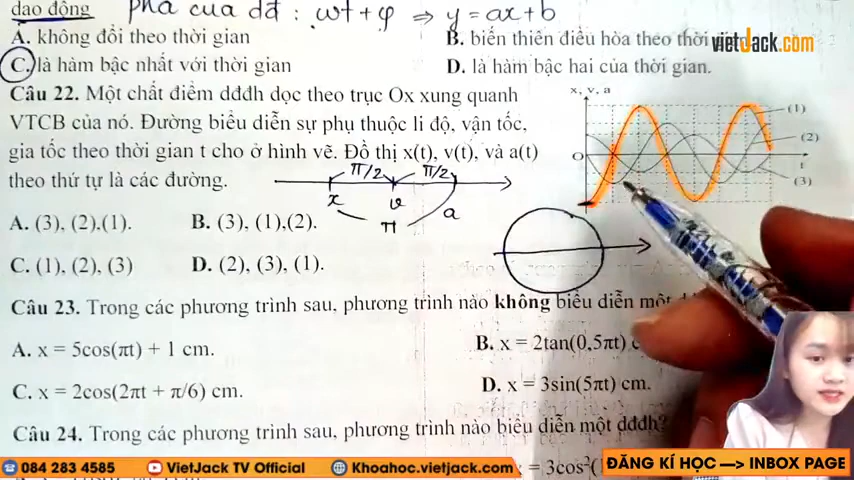 dao động pha của dđ : ωt + φ ⇒ y = ax + b
A. không đổi theo thời gian B. biến thiên điều hòa theo thời
vietJack.com
C. là hàm bậc nhất với thời gian D. là hàm bậc hai của thời gian.
Câu 22. Một chất điểm dđđh dọc theo trục Ox xung quanh
VTCB của nó. Đường biểu diễn sự phụ thuộc li độ, vận tốc,
gia tốc theo thời gian t cho ở hình vẽ. Đồ thị x(t), v(t), và a(t)
theo thứ tự là các đường.
x, v, a
(1)
(2)
O t
(3)
π/2 π/2
x v a
π
A. (3), (2),(1). B. (3), (1),(2).
C. (1), (2), (3) D. (2), (3), (1).
Câu 23. Trong các phương trình sau, phương trình nào không biểu diễn một
A. x = 5cos(πt) + 1 cm. B. x = 2tan(0,5πt)
C. x = 2cos(2πt + π/6) cm. D. x = 3sin(5πt) cm.
Câu 24. Trong các phương trình sau, phương trình nào biểu diễn một dđđh?
= 3cos²(
084 283 4585 VietJack TV Official Khoahoc.vietjack.com
ĐĂNG KÍ HỌC —> INBOX PAGE